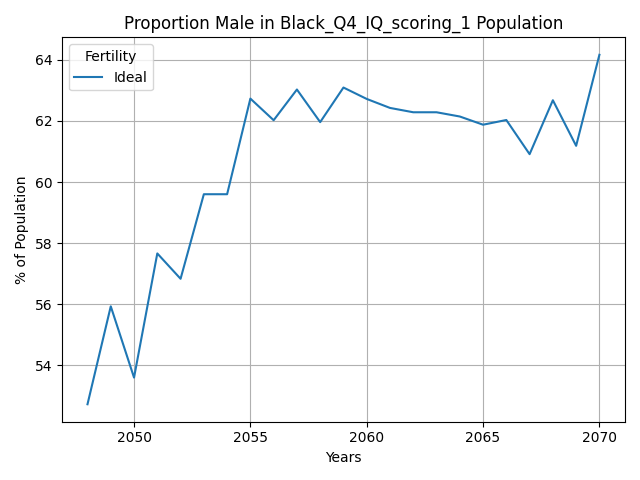 Proportion Male in Black_Q4_IQ_scoring_1 Population
Fertility
Ideal
% of Population
64
62
60
58
56
54
2050
2055
2060
2065
2070
Years